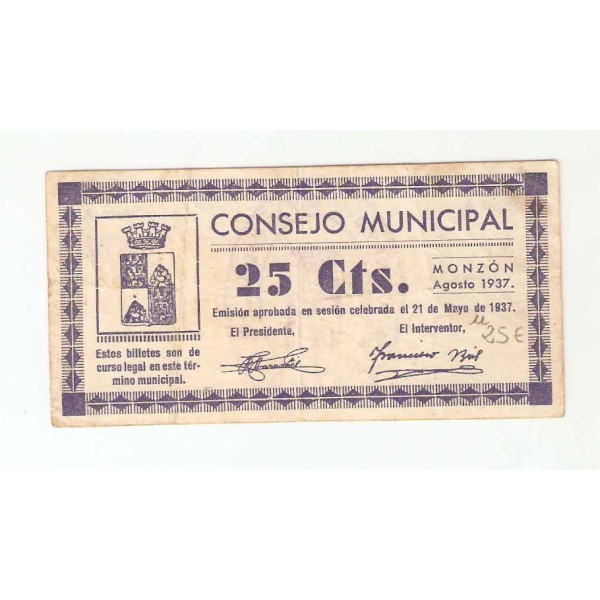 CONSEJO MUNICIPAL
25 Cts.
MONZÓN
Agosto 1937.
Emisión aprobada en sesión celebrada el 21 de Mayo de 1937.
El Presidente,
El Interventor,
25 €
Estos billetes son de
curso legal en este tér-
mino municipal.
Francisco